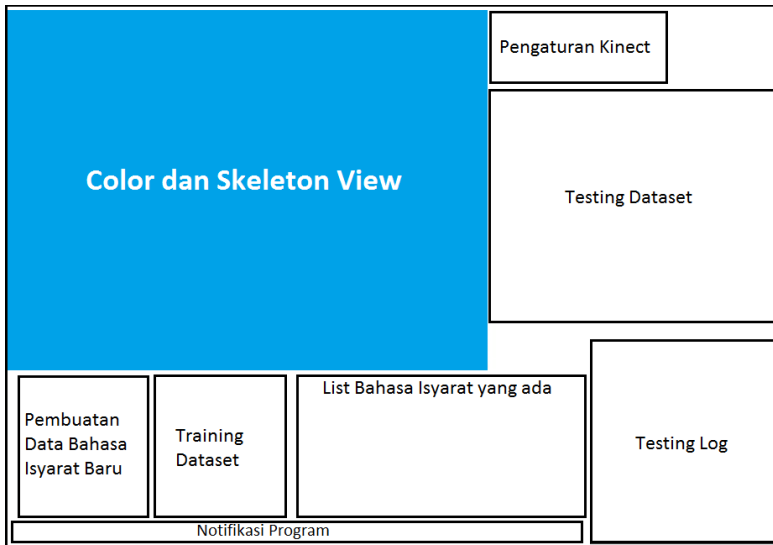 Color dan Skeleton View
Pengaturan Kinect
Testing Dataset
Pembuatan
Data Bahasa
Isyarat Baru
Training
Dataset
List Bahasa Isyarat yang ada
Testing Log
Notifikasi Program